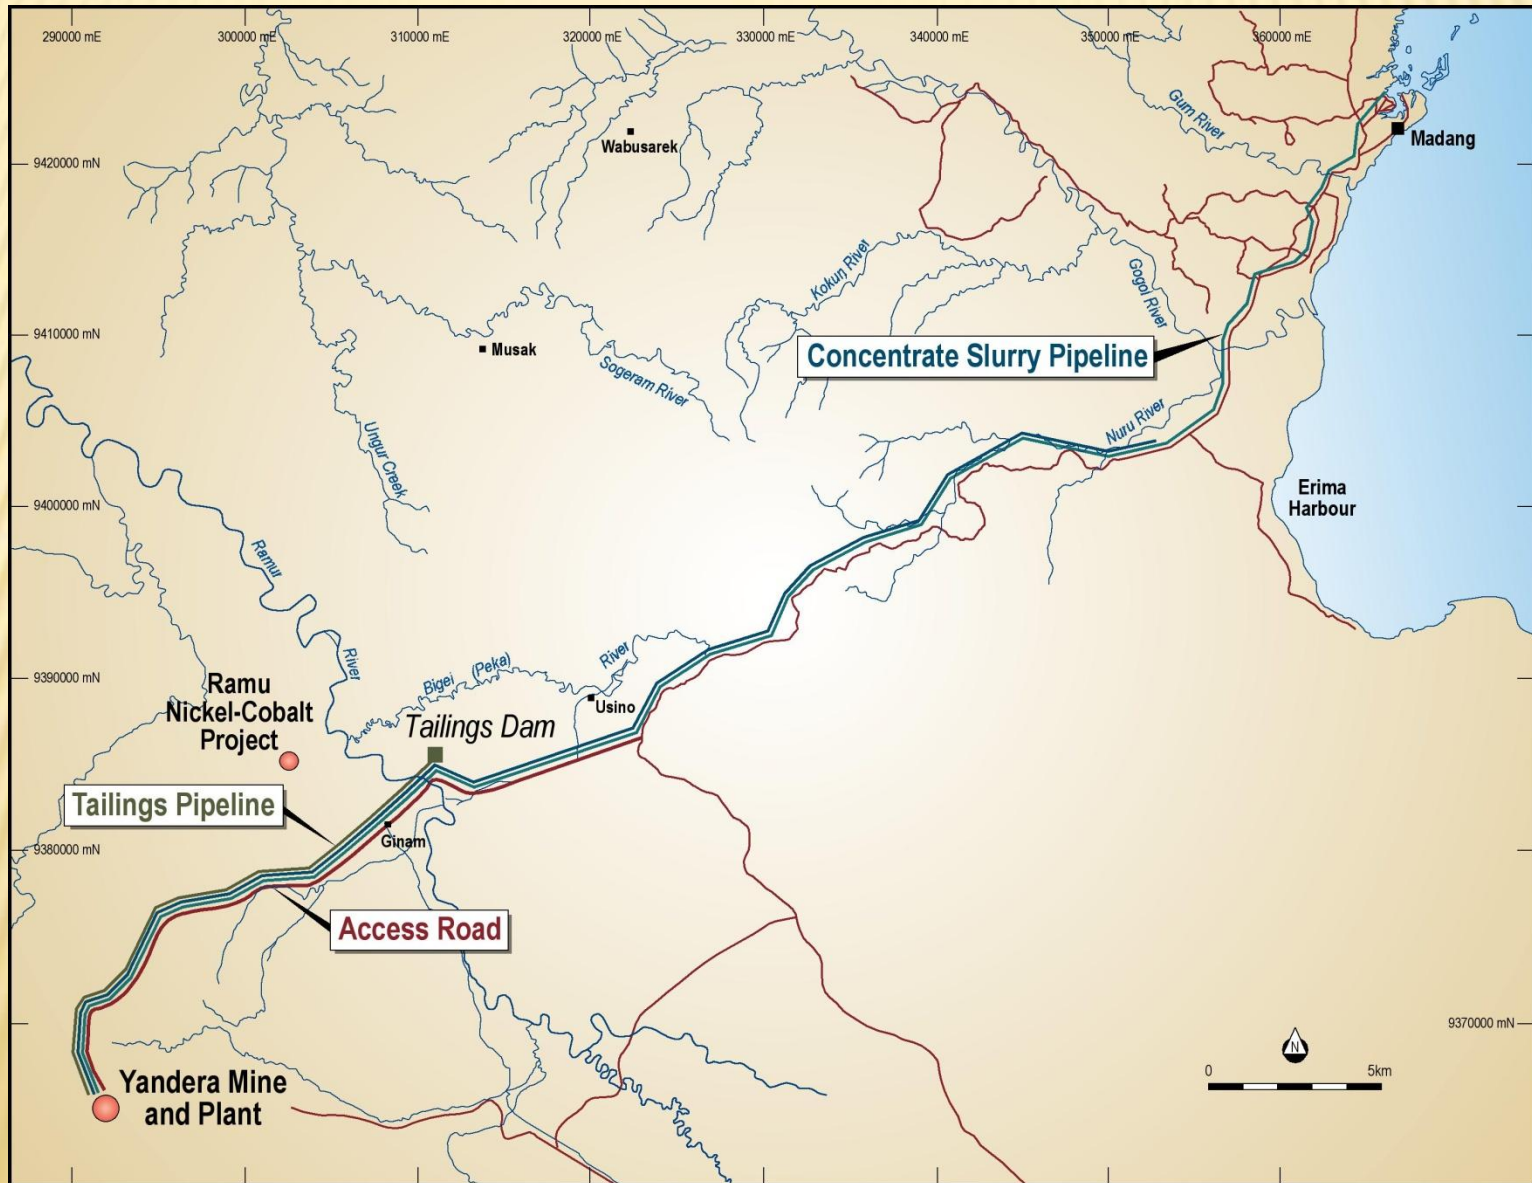 290000 mE
300000 mE
310000 mE
320000 mE
330000 mE
340000 mE
350000 mE
360000 mE
Gum River
Madang
Wabusarek
9420000 mN
Kokun River
Gogol River
9410000 mN
Musak
Concentrate Slurry Pipeline
Sogeram River
Nuru River
Ungur Creek
Erima
Harbour
9400000 mN
Ramur
River
Bigei (Peka)
River
9390000 mN
Ramu
Nickel-Cobalt
Project
Usino
Tailings Dam
Tailings Pipeline
Ginam
9380000 mN
Access Road
9370000 mN
N
0
5km
Yandera Mine
and Plant